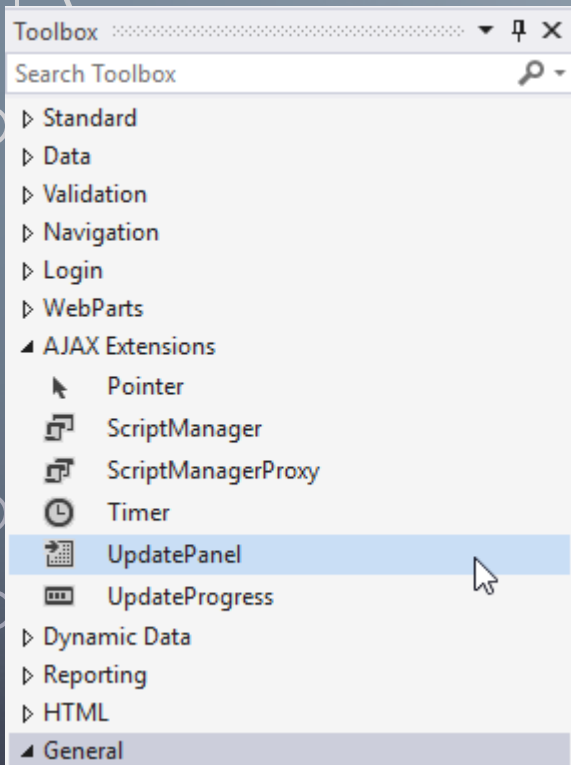 Toolbox
Search Toolbox
Standard
Data
Validation
Navigation
Login
WebParts
AJAX Extensions
Pointer
ScriptManager
ScriptManagerProxy
Timer
UpdatePanel
UpdateProgress
Dynamic Data
Reporting
HTML
General